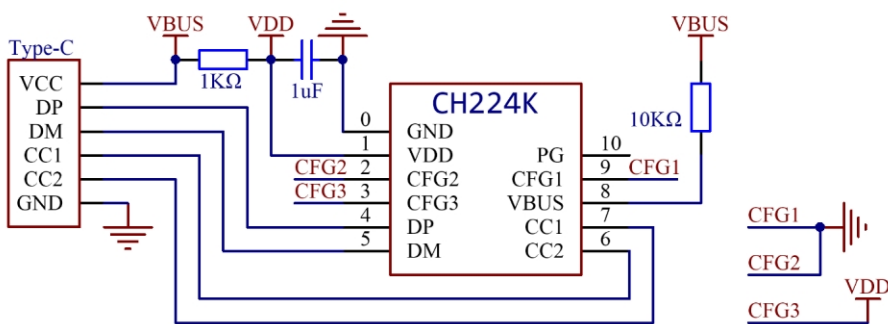 VBUS
VDD
VBUS
Type-C
1KΩ
1uF
VCC
DP
DM
CC1
CC2
GND
CH224K
10KΩ
0
GND
1
VDD
PG
10
CFG2
2
CFG2
CFG1
9
CFG1
CFG3
3
CFG3
VBUS
8
4
DP
CC1
7
5
DM
CC2
6
CFG1
CFG2
VDD
CFG3